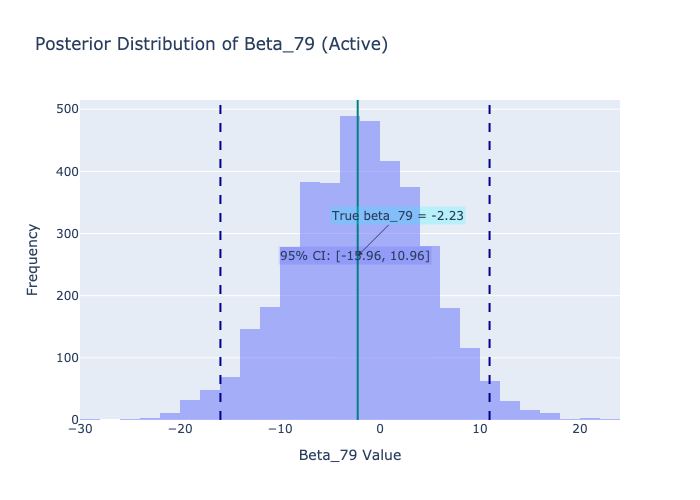 Posterior Distribution of Beta_79 (Active)
500
400
300
200
100
0
Frequency
True beta_79 = -2.23
95% CI: [-15.96, 10.96]
−30
−20
−10
0
10
20
Beta_79 Value